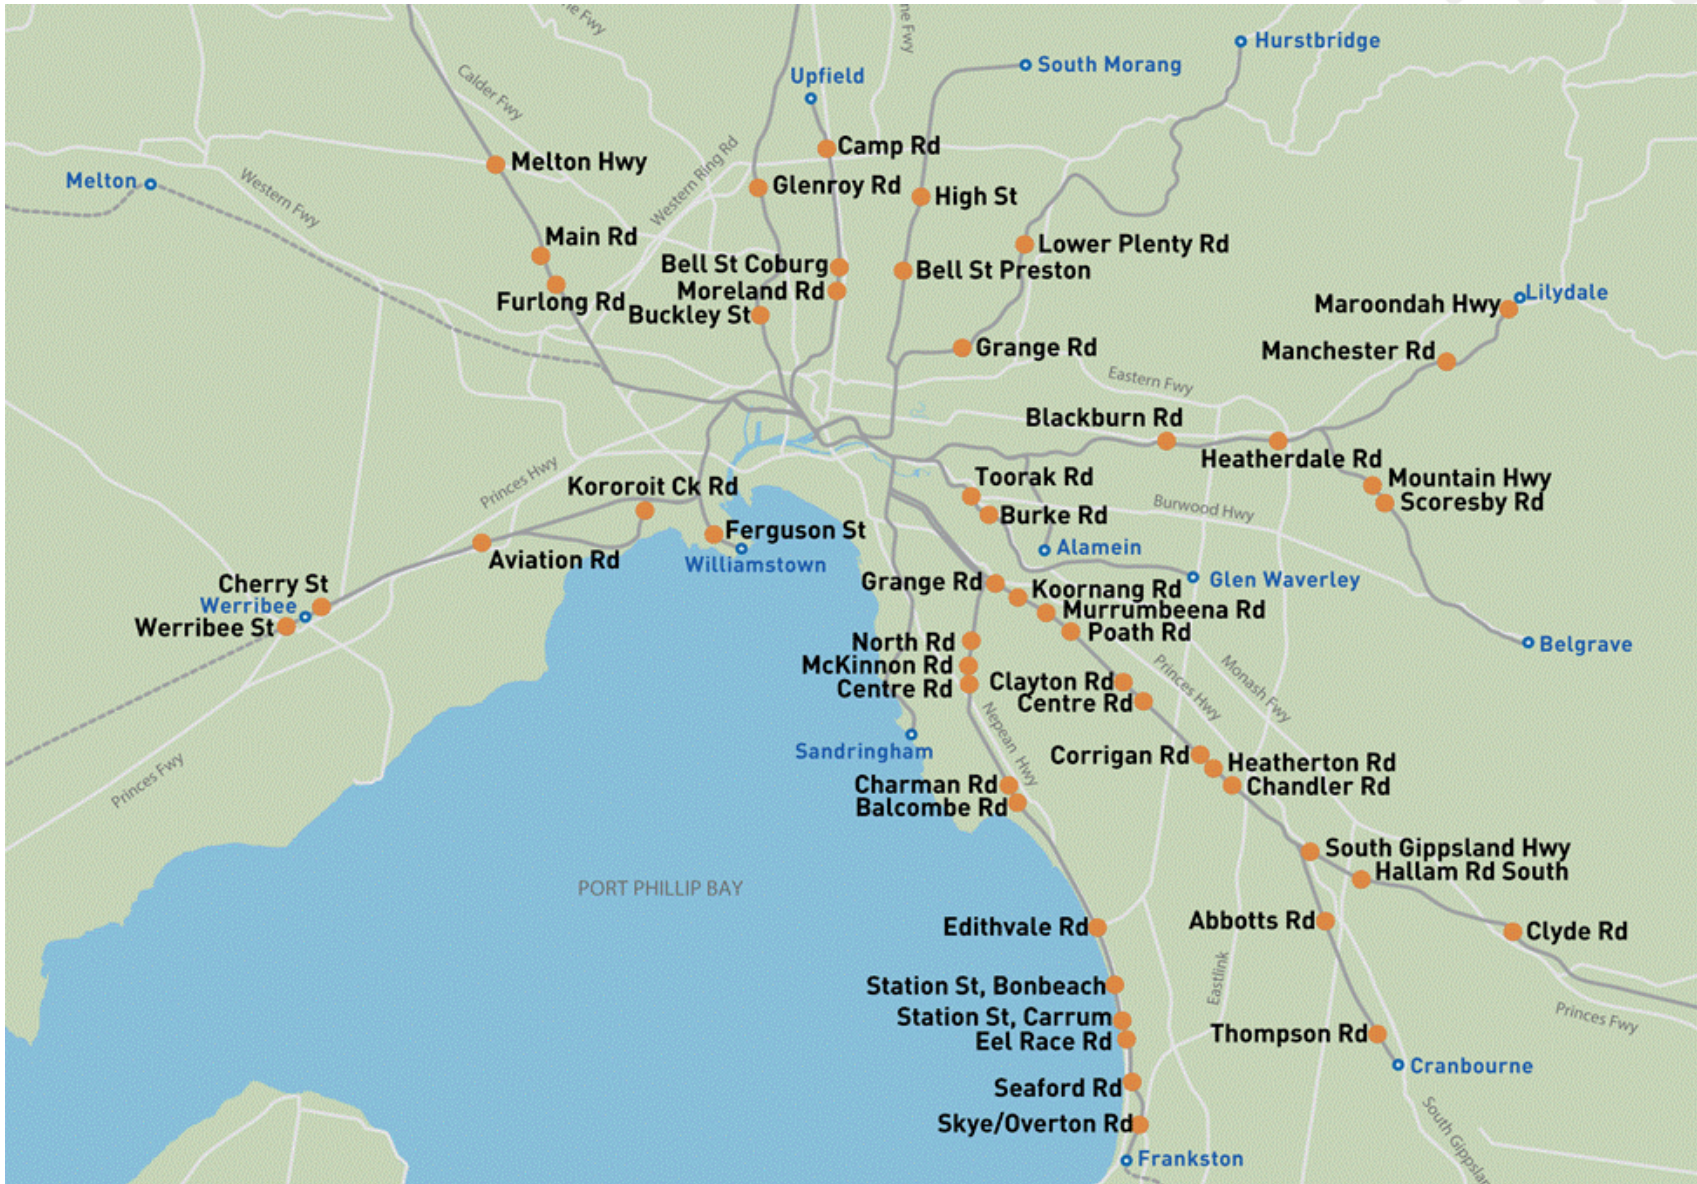 ne Fwy
ne Fwy
Hurstbridge
South Morang
Upfield
Calder Fwy
Camp Rd
Melton Hwy
Western Ring Rd
Melton
Western Fwy
Glenroy Rd
High St
Main Rd
Lower Plenty Rd
Bell St Coburg
Bell St Preston
Moreland Rd
Furlong Rd
Buckley St
Lilydale
Maroondah Hwy
Grange Rd
Manchester Rd
Eastern Fwy
Blackburn Rd
Heatherdale Rd
Princes Hwy
Toorak Rd
Mountain Hwy
Kororoit Ck Rd
Scoresby Rd
Burwood Hwy
Burke Rd
Ferguson St
Alamein
Aviation Rd
Williamstown
Cherry St
Grange Rd
Koornang Rd
Glen Waverley
Werribee
Murrumbeena Rd
Werribee St
Poath Rd
North Rd
Belgrave
McKinnon Rd
Clayton Rd
Princes Hwy
Monash Fwy
Centre Rd
Centre Rd
Nepean Hwy
Sandringham
Corrigan Rd
Heatherton Rd
Princes Fwy
Charman Rd
Chandler Rd
Balcombe Rd
South Gippsland Hwy
Hallam Rd South
PORT PHILLIP BAY
Edithvale Rd
Abbotts Rd
Clyde Rd
Eastlink
Station St, Bonbeach
Station St, Carrum
Princes Fwy
Eel Race Rd
Thompson Rd
Cranbourne
Seaford Rd
Skye/Overton Rd
South Gippsla
Frankston